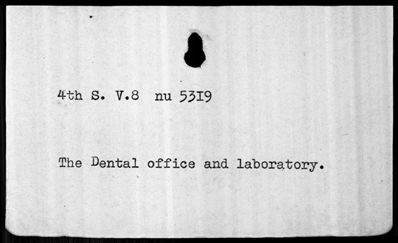 4th S. V.8 nu 5319
The Dental office and laboratory.